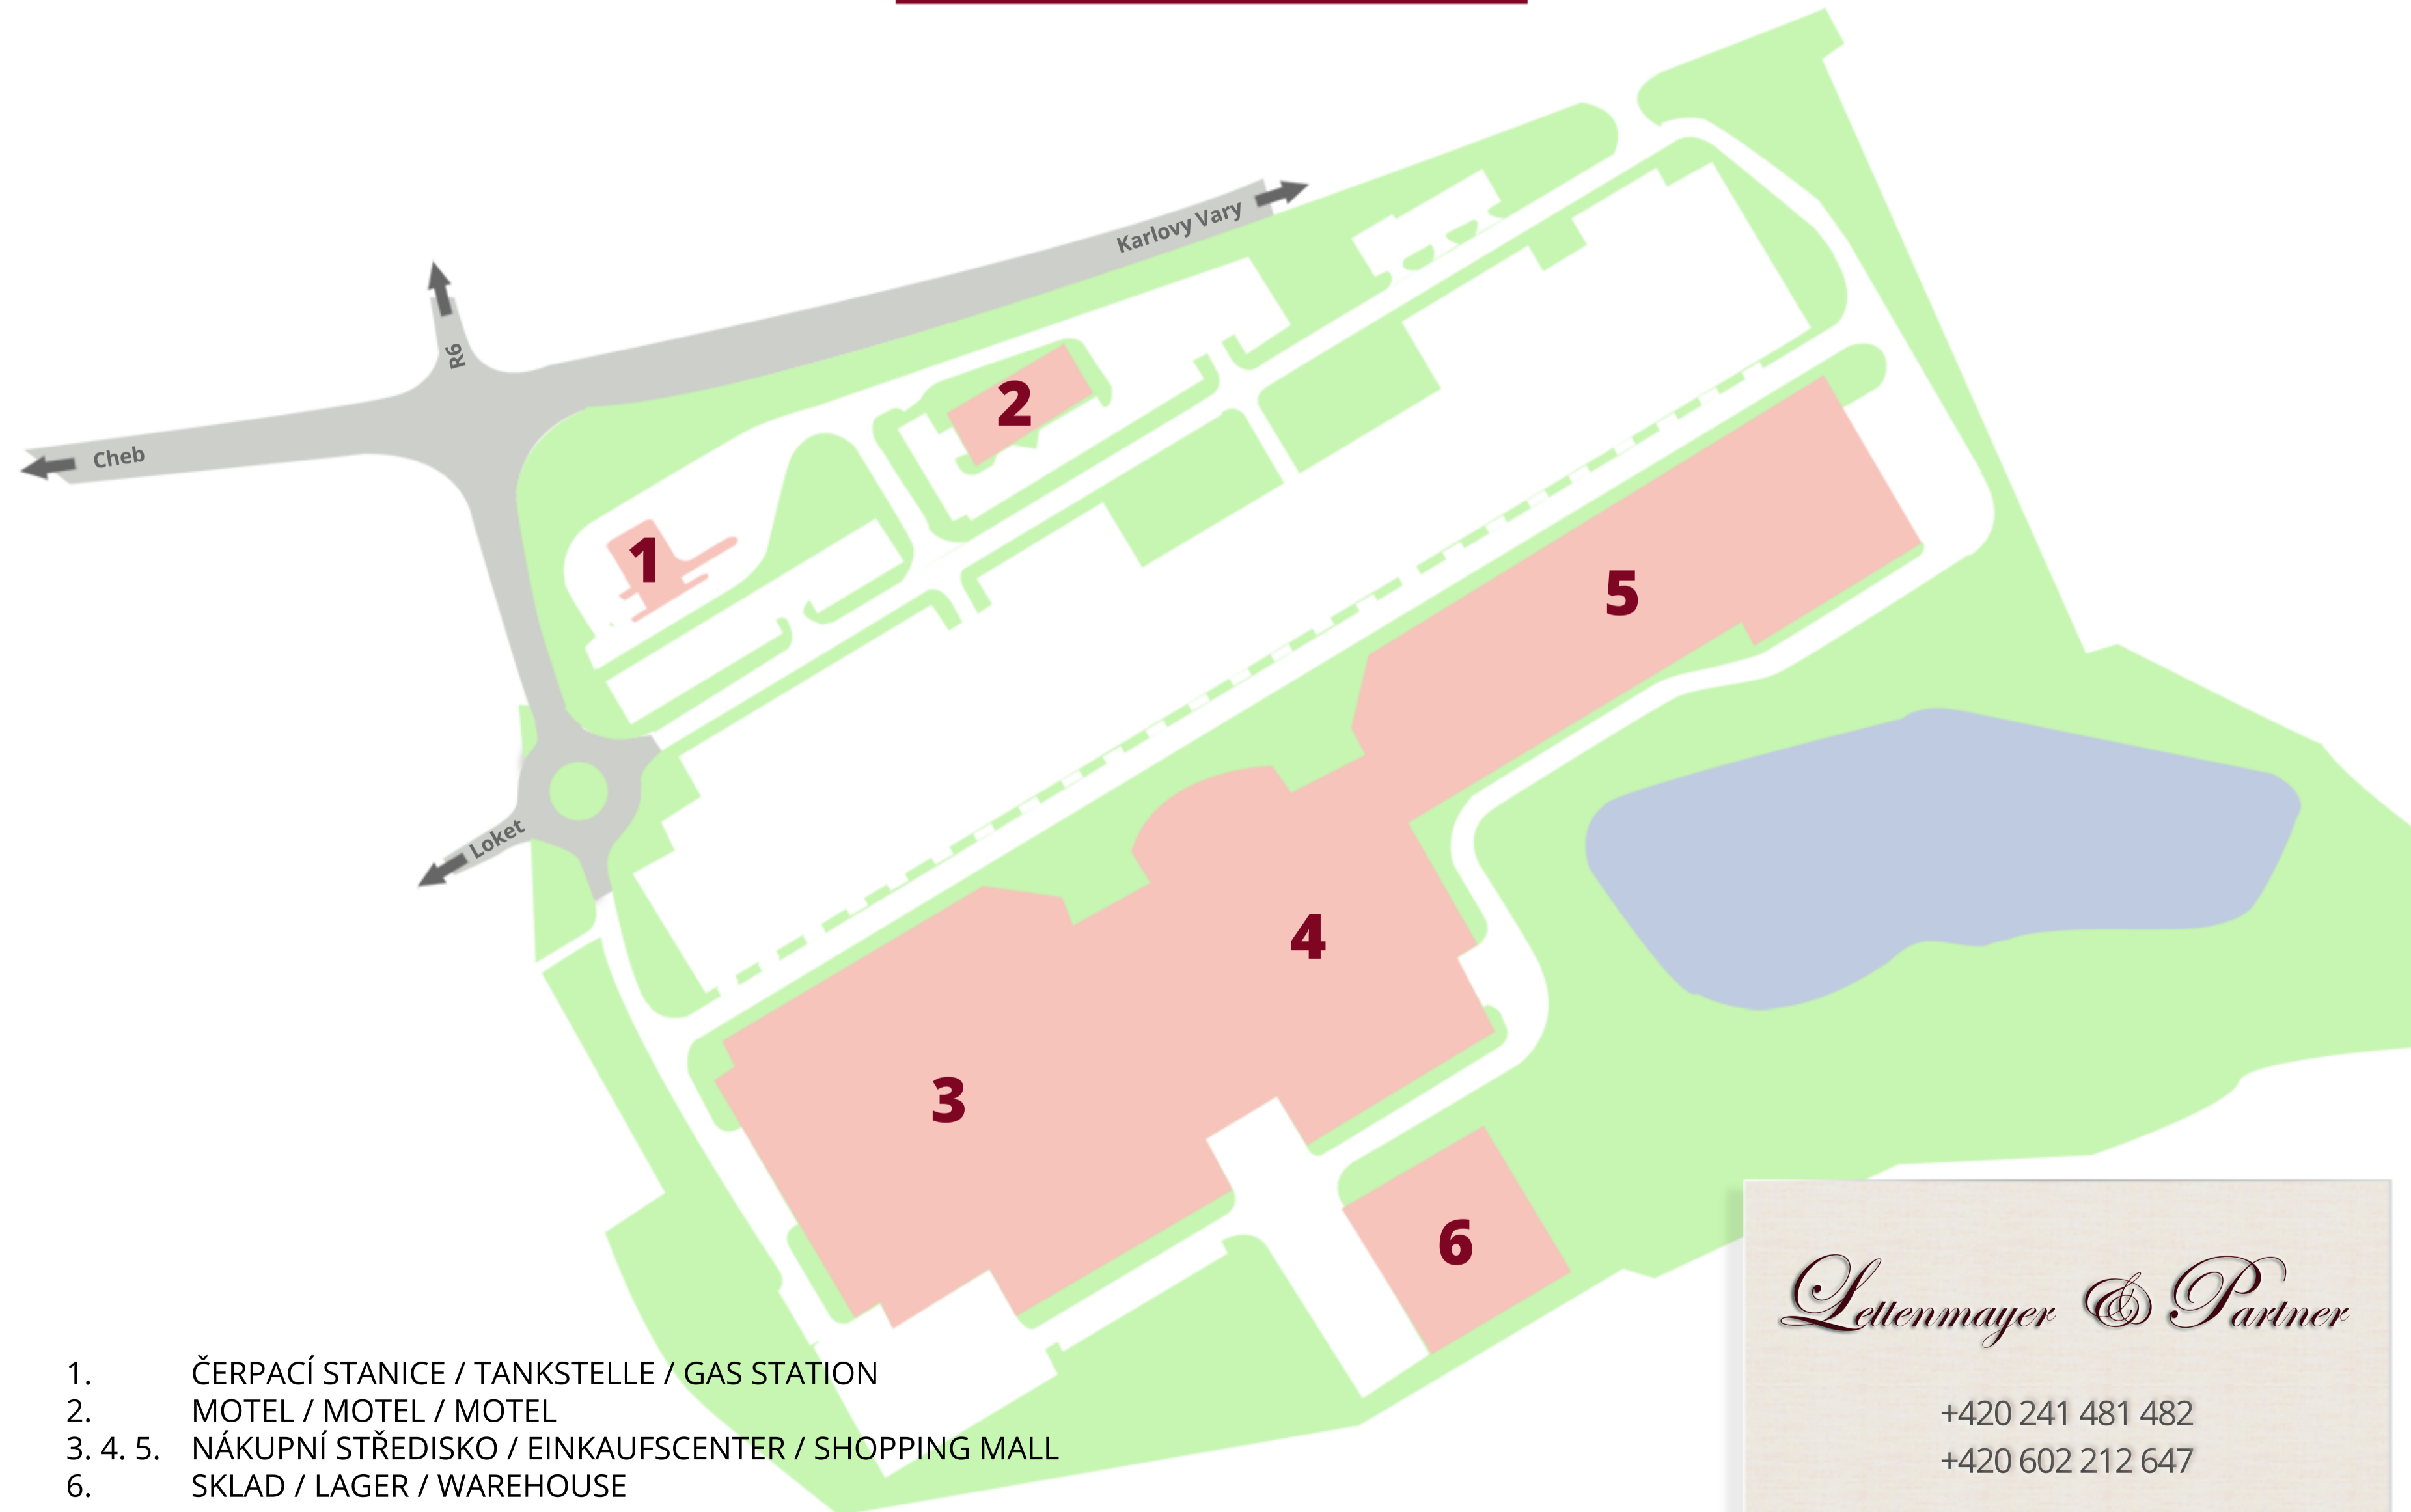 Karlovy Vary
R6
Cheb
Loket
1
2
3
4
5
6
1. ČERPACÍ STANICE / TANKSTELLE / GAS STATION
2. MOTEL / MOTEL / MOTEL
3. 4. 5. NÁKUPNÍ STŘEDISKO / EINKAUFSCENTER / SHOPPING MALL
6. SKLAD / LAGER / WAREHOUSE
Lettenmayer & Partner
+420 241 481 482
+420 602 212 647